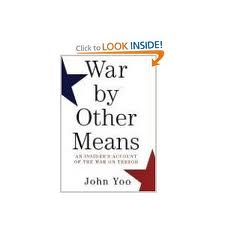 Click to LOOK INSIDE!
War
by
Other
Means
AN INSIDER'S ACCOUNT
OF THE WAR ON TERROR
John Yoo